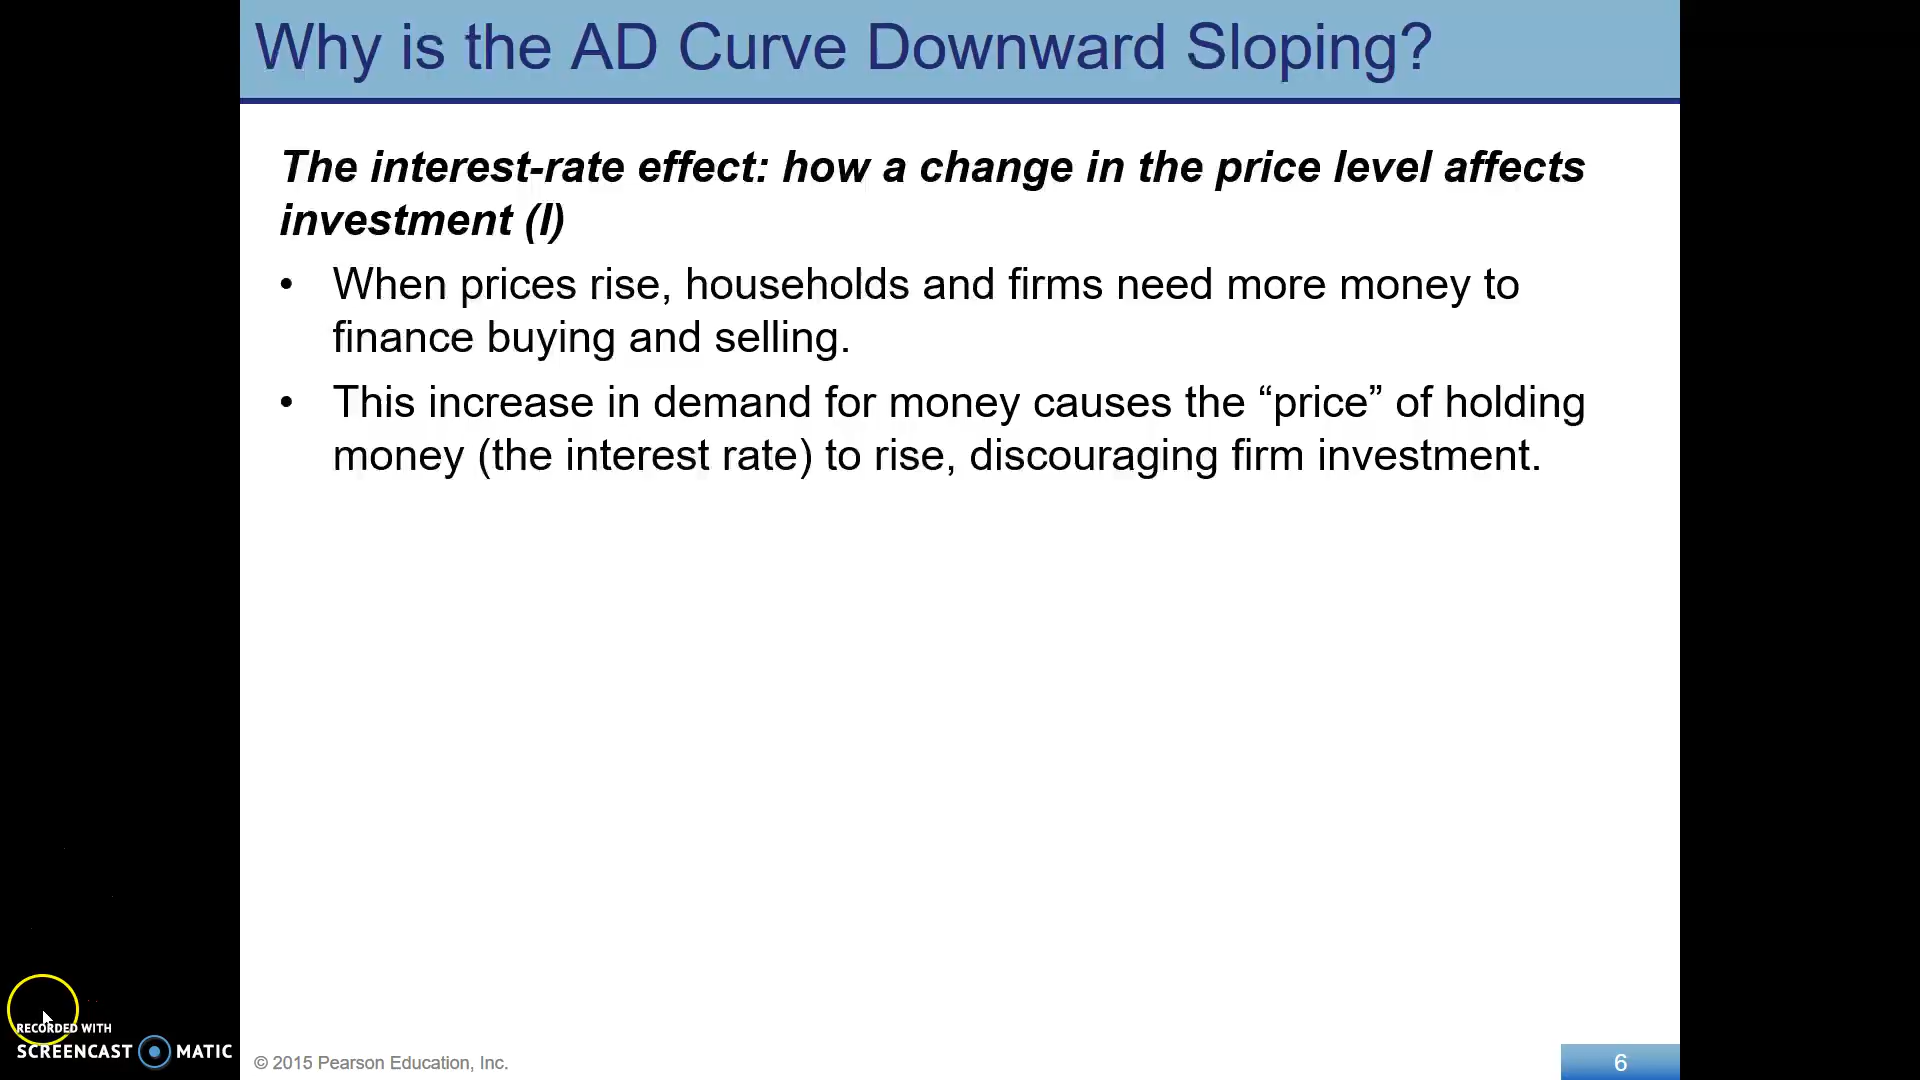 Why is the AD Curve Downward Sloping?
The interest-rate effect: how a change in the price level affects
investment (I)
• When prices rise, households and firms need more money to
finance buying and selling.
• This increase in demand for money causes the “price” of holding
money (the interest rate) to rise, discouraging firm investment.
RECORDED WITH
SCREENCAST MATIC
© 2015 Pearson Education, Inc.
6